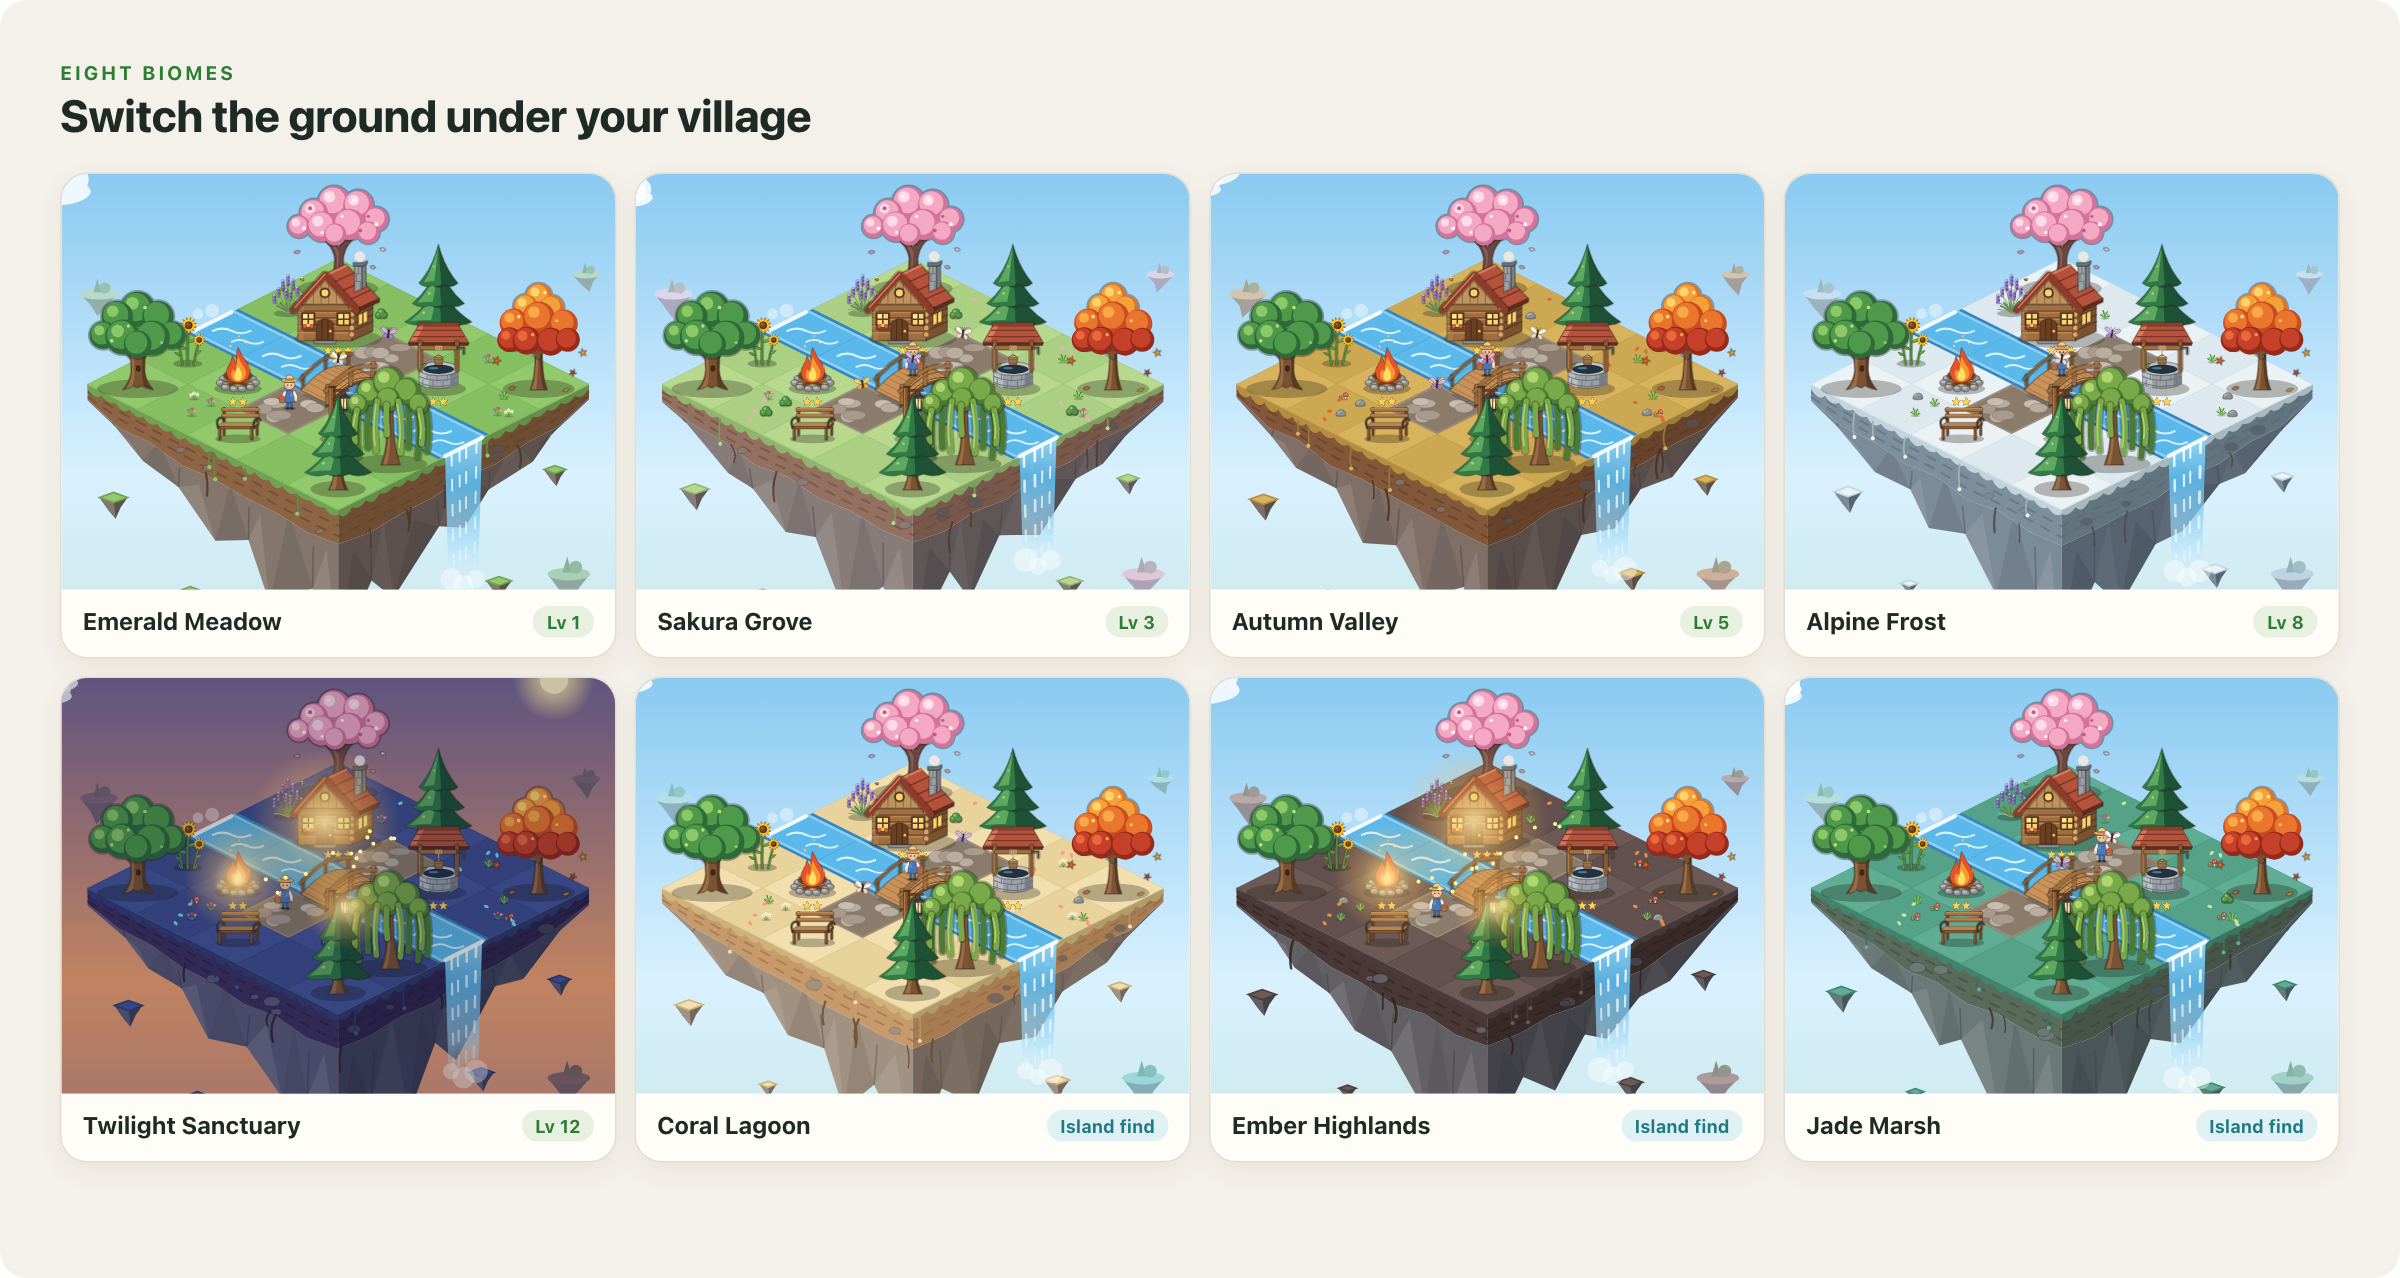 EIGHT BIOMES
Switch the ground under your village
Emerald Meadow
Lv 1
Sakura Grove
Lv 3
Autumn Valley
Lv 5
Alpine Frost
Lv 8
Twilight Sanctuary
Lv 12
Coral Lagoon
Island find
Ember Highlands
Island find
Jade Marsh
Island find